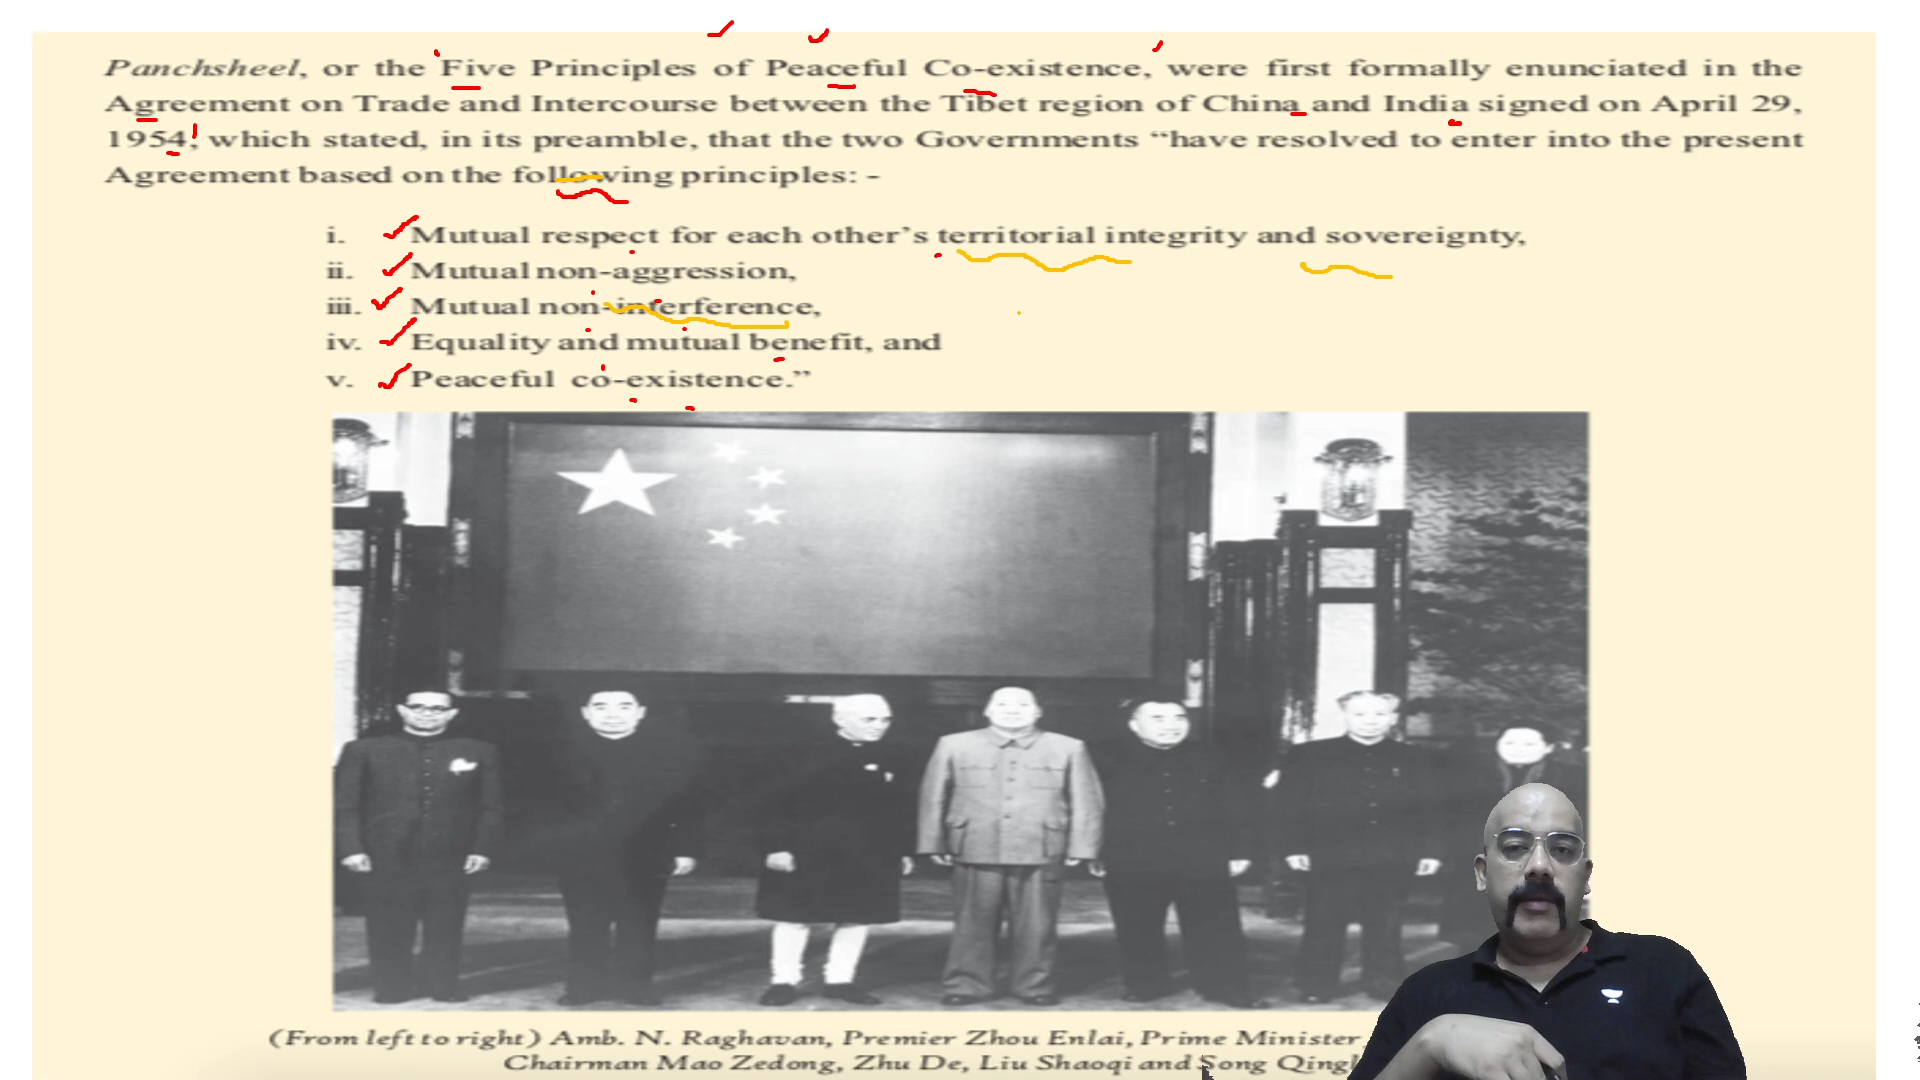 Panchsheel, or the Five Principles of Peaceful Co-existence, were first formally enunciated in the
Agreement on Trade and Intercourse between the Tibet region of China and India signed on April 29,
1954, which stated, in its preamble, that the two Governments “have resolved to enter into the present
Agreement based on the following principles: -
i. Mutual respect for each other’s territorial integrity and sovereignty,
ii. Mutual non-aggression,
iii. Mutual non-interference,
iv. Equality and mutual benefit, and
v. Peaceful co-existence.”
(From left to right) Amb. N. Raghavan, Premier Zhou Enlai, Prime Minister
Chairman Mao Zedong, Zhu De, Liu Shaoqi and Song